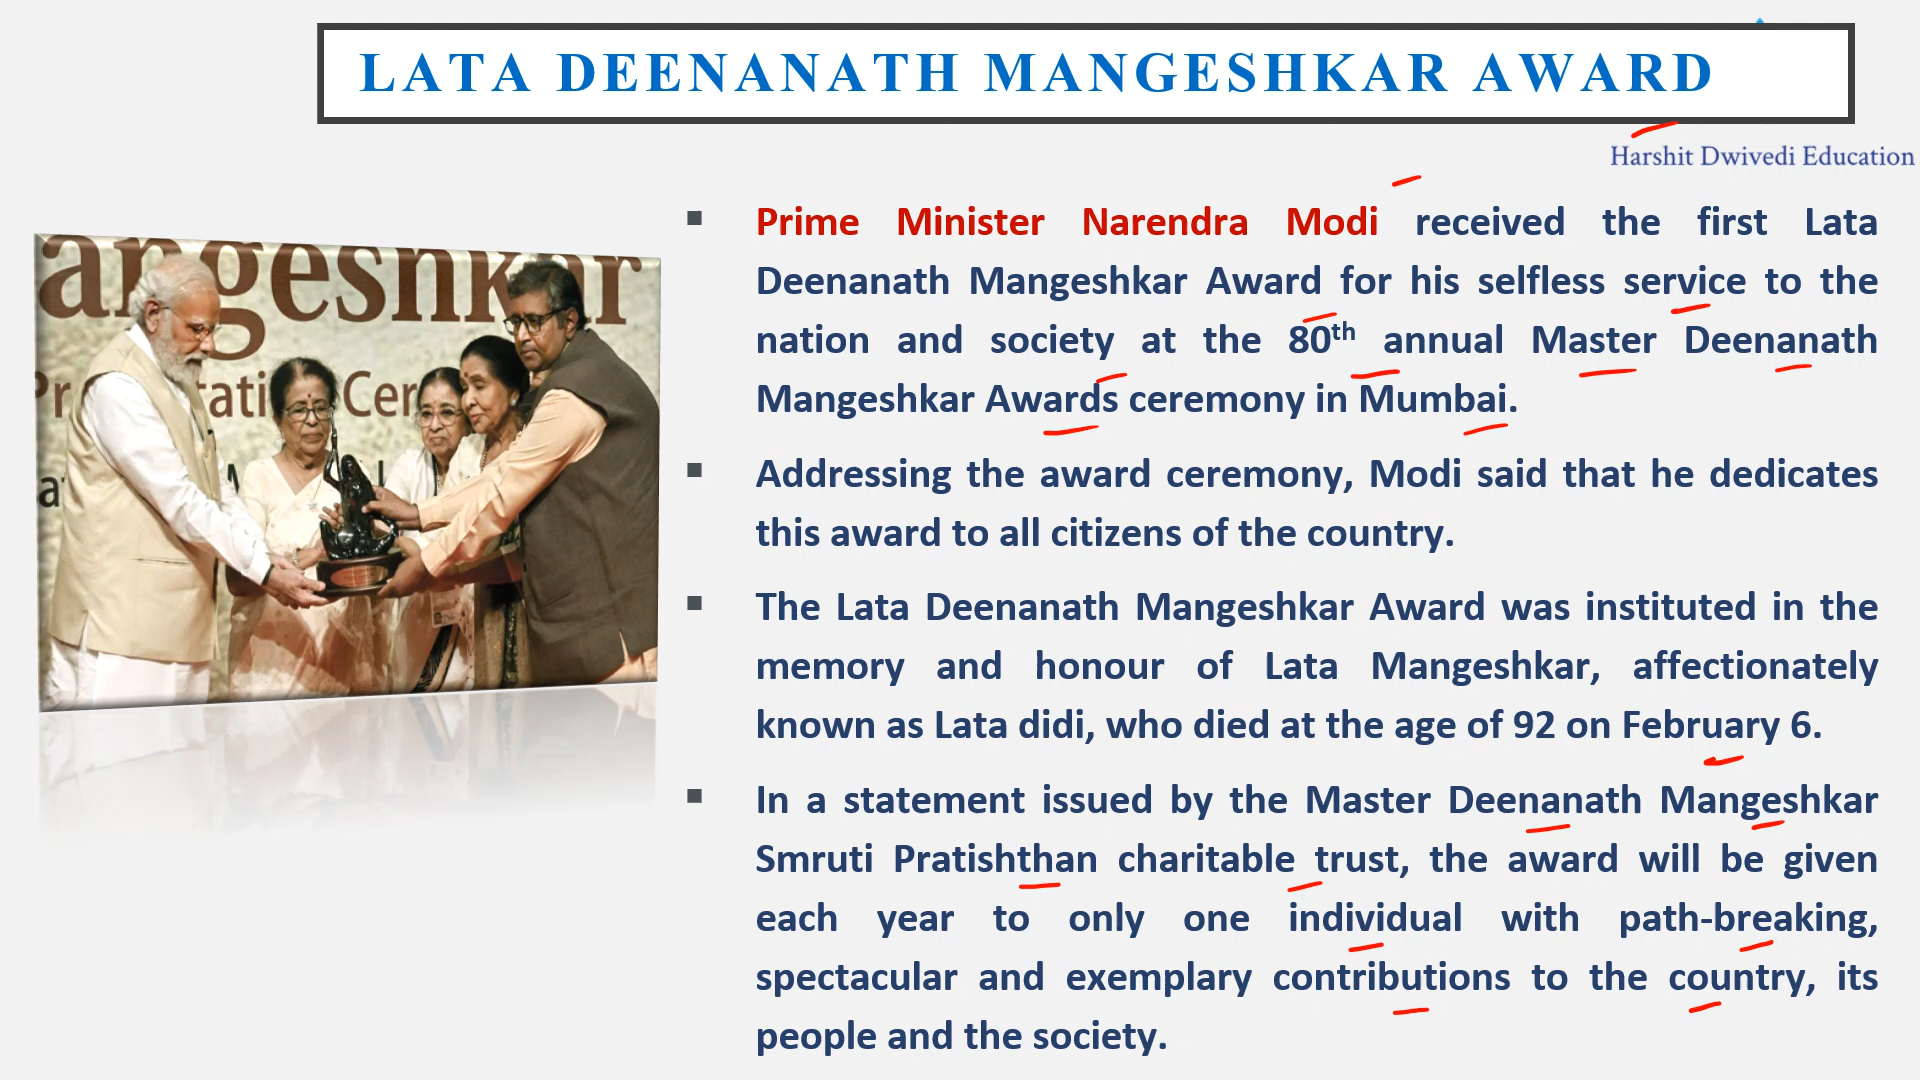 LATA DEENANATH MANGESHKAR AWARD
Harshit Dwivedi Education
angeshkar
Cer
▪ Prime Minister Narendra Modi received the first Lata
Deenanath Mangeshkar Award for his selfless service to the
nation and society at the 80th annual Master Deenanath
Mangeshkar Awards ceremony in Mumbai.
▪ Addressing the award ceremony, Modi said that he dedicates
this award to all citizens of the country.
▪ The Lata Deenanath Mangeshkar Award was instituted in the
memory and honour of Lata Mangeshkar, affectionately
known as Lata didi, who died at the age of 92 on February 6.
▪ In a statement issued by the Master Deenanath Mangeshkar
Smruti Pratishthan charitable trust, the award will be given
each year to only one individual with path-breaking,
spectacular and exemplary contributions to the country, its
people and the society.